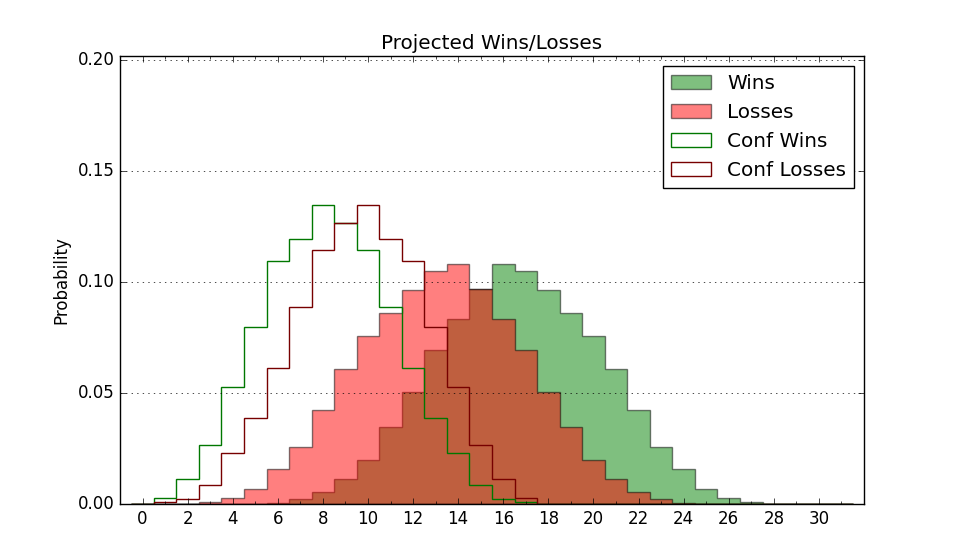 Projected Wins/Losses
0.20
0.15
0.10
0.05
0.00
Probability
Wins
Losses
Conf Wins
Conf Losses
0 2 4 6 8 10 12 14 16 18 20 22 24 26 28 30